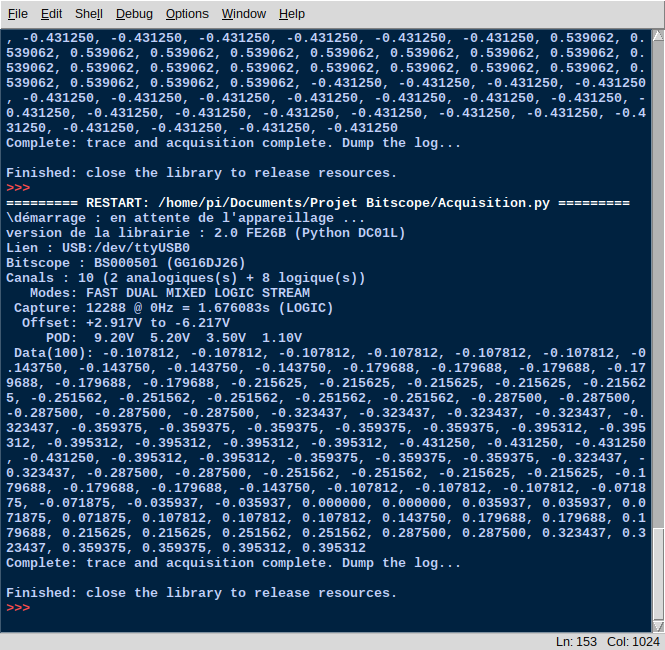 File Edit Shell Debug Options Window Help
, -0.431250, -0.431250, -0.431250, -0.431250, -0.431250, -0.431250, 0.539062, 0.
539062, 0.539062, 0.539062, 0.539062, 0.539062, 0.539062, 0.539062, 0.539062, 0.
539062, 0.539062, 0.539062, 0.539062, 0.539062, 0.539062, 0.539062, 0.539062, 0.
539062, 0.539062, 0.539062, 0.539062, -0.431250, -0.431250, -0.431250, -0.431250
, -0.431250, -0.431250, -0.431250, -0.431250, -0.431250, -0.431250, -0.431250, -
0.431250, -0.431250, -0.431250, -0.431250, -0.431250, -0.431250, -0.431250, -0.4
31250, -0.431250, -0.431250, -0.431250, -0.431250
Complete: trace and acquisition complete. Dump the log...
Finished: close the library to release resources.
>>>
========= RESTART: /home/pi/Documents/Projet Bitscope/Acquisition.py =========
\démarrage : en attente de l'appareillage ...
version de la librairie : 2.0 FE26B (Python DC01L)
Lien : USB:/dev/ttyUSB0
Bitscope : BS000501 (GG16DJ26)
Canals : 10 (2 analogiques(s) + 8 logique(s))
Modes: FAST DUAL MIXED LOGIC STREAM
Capture: 12288 @ 0Hz = 1.676083s (LOGIC)
Offset: +2.917V to -6.217V
POD: 9.20V 5.20V 3.50V 1.10V
Data(100): -0.107812, -0.107812, -0.107812, -0.107812, -0.107812, -0.107812, -0
.143750, -0.143750, -0.143750, -0.143750, -0.179688, -0.179688, -0.179688, -0.17
9688, -0.179688, -0.179688, -0.215625, -0.215625, -0.215625, -0.215625, -0.21562
5, -0.251562, -0.251562, -0.251562, -0.251562, -0.251562, -0.287500, -0.287500,
-0.287500, -0.287500, -0.287500, -0.323437, -0.323437, -0.323437, -0.323437, -0.
323437, -0.359375, -0.359375, -0.359375, -0.359375, -0.359375, -0.395312, -0.395
312, -0.395312, -0.395312, -0.395312, -0.395312, -0.431250, -0.431250, -0.431250
, -0.431250, -0.395312, -0.395312, -0.359375, -0.359375, -0.359375, -0.323437, -
0.323437, -0.287500, -0.287500, -0.251562, -0.251562, -0.215625, -0.215625, -0.1
79688, -0.179688, -0.179688, -0.143750, -0.107812, -0.107812, -0.107812, -0.0718
75, -0.071875, -0.035937, -0.035937, 0.000000, 0.000000, 0.035937, 0.035937, 0.0
71875, 0.071875, 0.107812, 0.107812, 0.107812, 0.143750, 0.179688, 0.179688, 0.1
79688, 0.215625, 0.215625, 0.251562, 0.251562, 0.287500, 0.287500, 0.323437, 0.3
23437, 0.359375, 0.359375, 0.395312, 0.395312
Complete: trace and acquisition complete. Dump the log...
Finished: close the library to release resources.
>>>
Ln: 153 Col: 1024